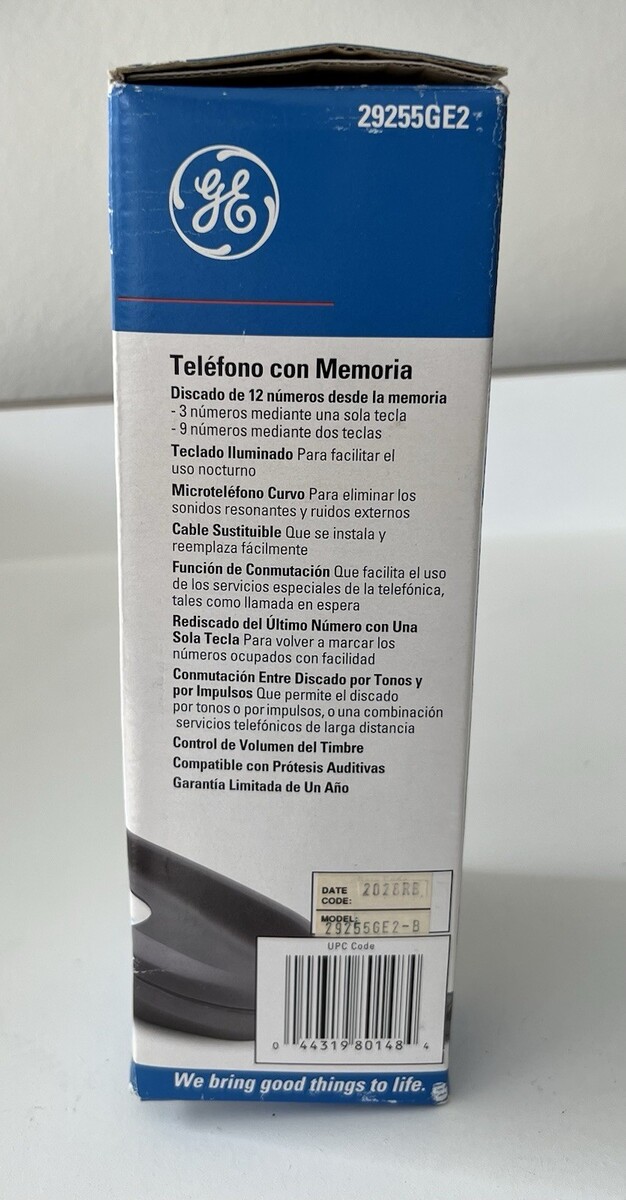 29255GE2
GE
Teléfono con Memoria
Discado de 12 números desde la memoria
- 3 números mediante una sola tecla
- 9 números mediante dos teclas
Teclado Iluminado Para facilitar el
uso nocturno
Microteléfono Curvo Para eliminar los
sonidos resonantes y ruidos externos
Cable Sustituible Que se instala y
reemplaza fácilmente
Función de Conmutación Que facilita el uso
de los servicios especiales de la telefónica,
tales como llamada en espera
Rediscado del Último Número con Una
Sola Tecla Para volver a marcar los
números ocupados con facilidad
Conmutación Entre Discado por Tonos y
por Impulsos Que permite el discado
por tonos o por impulsos, o una combinación
servicios telefónicos de larga distancia
Control de Volumen del Timbre
Compatible con Prótesis Auditivas
Garantía Limitada de Un Año
DATE
CODE:
MODEL:
29255GE2-B
UPC Code
0 44319 80148 4
We bring good things to life.